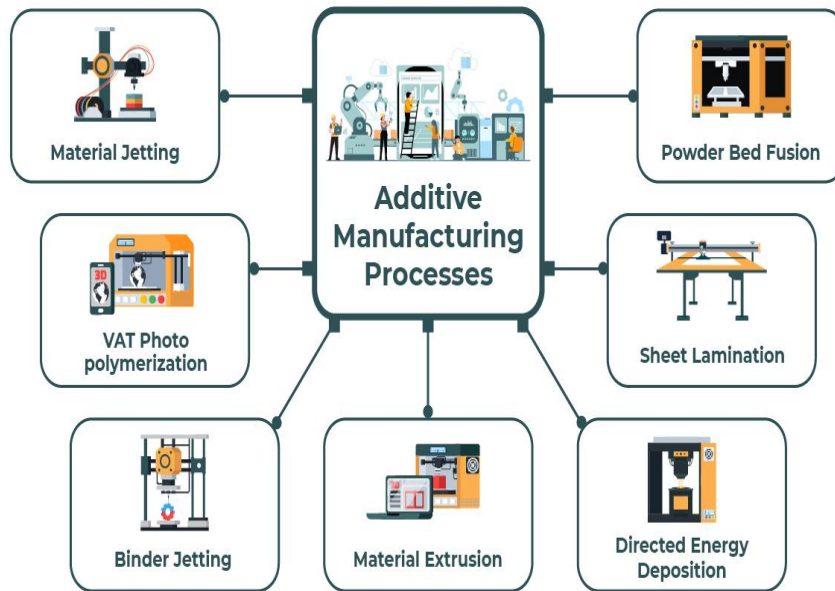 Additive
Manufacturing
Processes
Material Jetting
Powder Bed Fusion
3D
VAT Photo
polymerization
Sheet Lamination
Binder Jetting
Material Extrusion
Directed Energy
Deposition